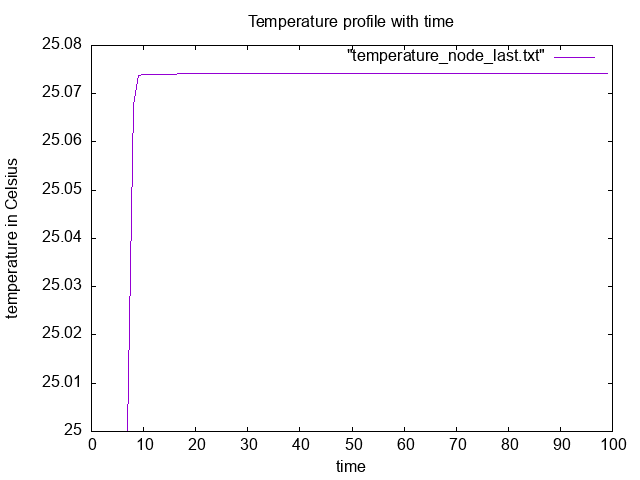 Temperature profile with time
"temperature_node_last.txt"
temperature in Celsius
25.08
25.07
25.06
25.05
25.04
25.03
25.02
25.01
25
0 10 20 30 40 50 60 70 80 90 100
time